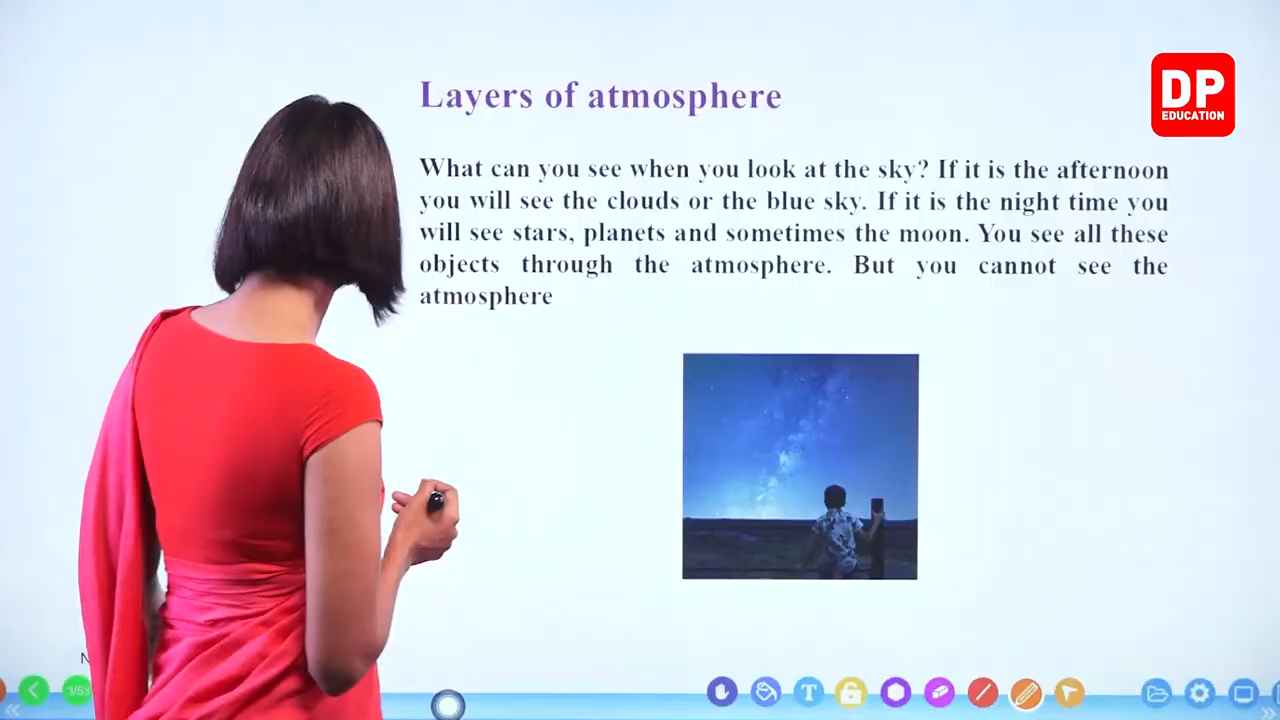 Layers of atmosphere
DP
EDUCATION
What can you see when you look at the sky? If it is the afternoon
you will see the clouds or the blue sky. If it is the night time you
will see stars, planets and sometimes the moon. You see all these
objects through the atmosphere. But you cannot see the
atmosphere
N
3/53
T